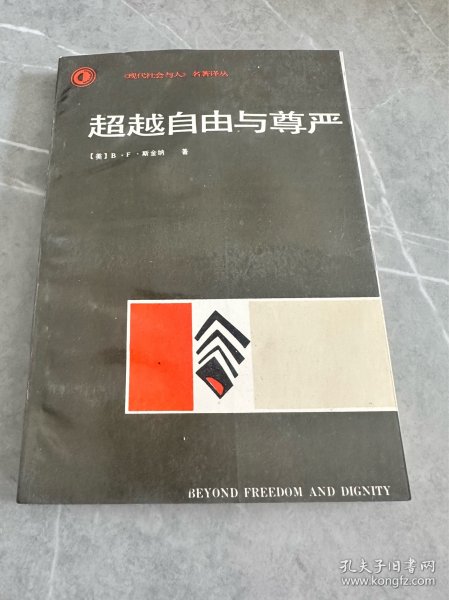 《现代社会与人》名著译丛
超越自由与尊严
【美】B·F·斯金纳 著
BEYOND FREEDOM AND DIGNITY
孔夫子旧书网
www.kongfz.com